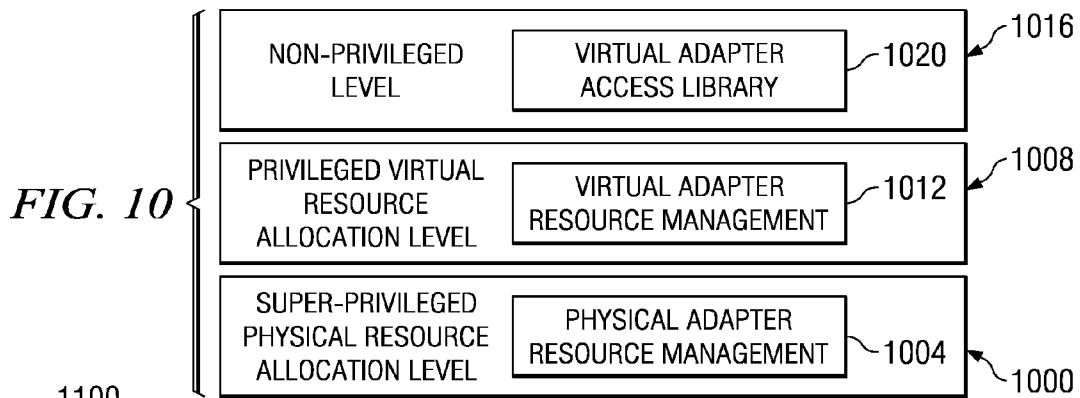 NON-PRIVILEGED
LEVEL
VIRTUAL ADAPTER
ACCESS LIBRARY
1020
1016
FIG. 10
PRIVILEGED VIRTUAL
RESOURCE
ALLOCATION LEVEL
VIRTUAL ADAPTER
RESOURCE MANAGEMENT
1012
1008
SUPER-PRIVILEGED
PHYSICAL RESOURCE
ALLOCATION LEVEL
PHYSICAL ADAPTER
RESOURCE MANAGEMENT
1004
1000
1100